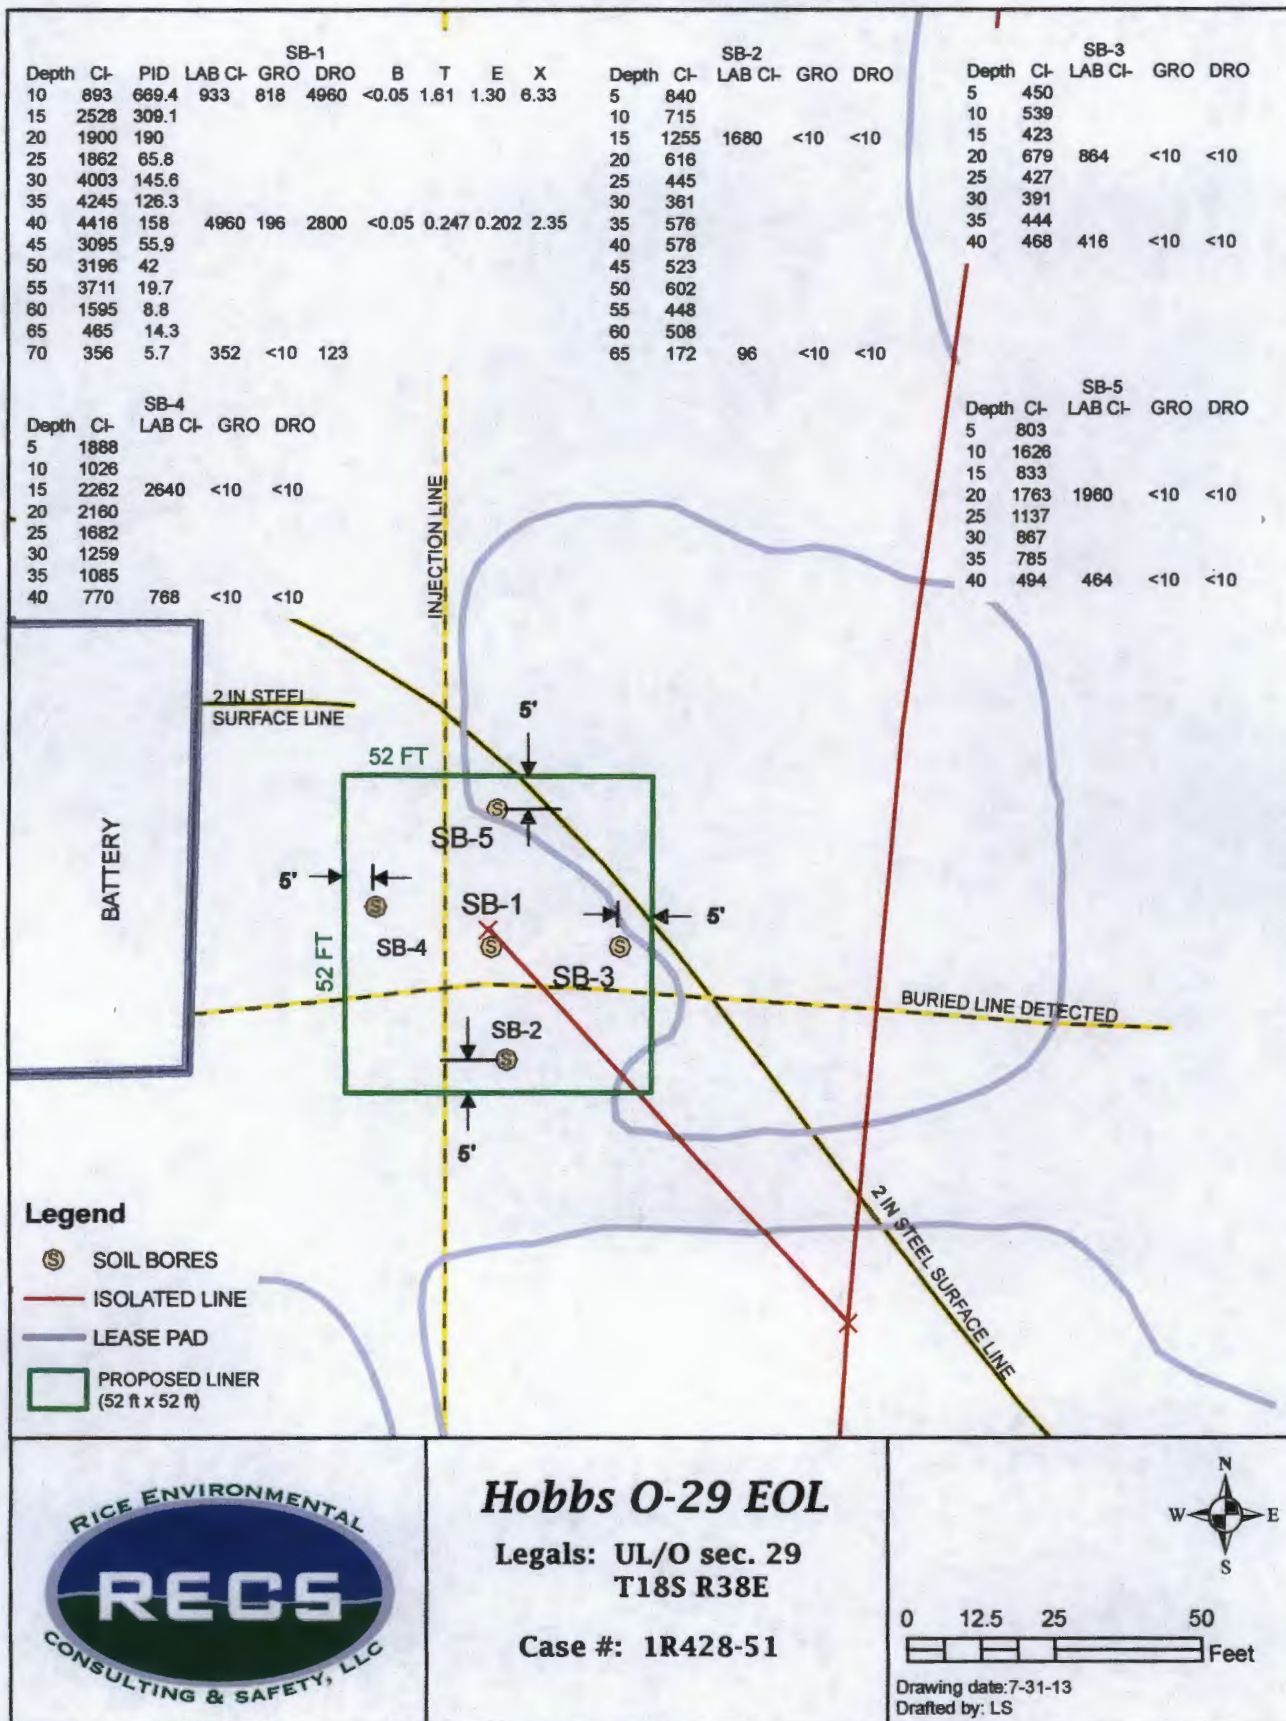 SB-1
Depth Cl- PID LAB Cl- GRO DRO B T E X
10 893 669.4 933 818 4960 <0.05 1.61 1.30 6.33
15 2528 309.1
20 1900 190
25 1862 65.8
30 4003 145.6
35 4245 126.3
40 4416 158 4960 196 2800 <0.05 0.247 0.202 2.35
45 3095 55.9
50 3196 42
55 3711 19.7
60 1595 8.8
65 465 14.3
70 356 5.7 352 <10 123
SB-2
Depth Cl- LAB Cl- GRO DRO
5 840
10 715
15 1255 1680 <10 <10
20 616
25 445
30 361
35 576
40 578
45 523
50 602
55 448
60 508
65 172 96 <10 <10
SB-3
Depth Cl- LAB Cl- GRO DRO
5 450
10 539
15 423
20 679 864 <10 <10
25 427
30 391
35 444
40 468 416 <10 <10
SB-4
Depth Cl- LAB Cl- GRO DRO
5 1888
10 1026
15 2262 2640 <10 <10
20 2160
25 1682
30 1259
35 1085
40 770 768 <10 <10
SB-5
Depth Cl- LAB Cl- GRO DRO
5 803
10 1626
15 833
20 1763 1960 <10 <10
25 1137
30 867
35 785
40 494 464 <10 <10
INJECTION LINE
2 IN STEEL
SURFACE LINE
BATTERY
52 FT
52 FT
5'
SB-5
5'
SB-1
5'
SB-4
SB-3
SB-2
5'
BURIED LINE DETECTED
2 IN STEEL SURFACE LINE
Legend
S SOIL BORES
ISOLATED LINE
LEASE PAD
PROPOSED LINER
(52 ft x 52 ft)
RICE ENVIRONMENTAL
RECS
CONSULTING & SAFETY, LLC
Hobbs O-29 EOL
Legals: UL/O sec. 29
T18S R38E
Case #: 1R428-51
N
W E
S
0 12.5 25 50
Feet
Drawing date:7-31-13
Drafted by: LS